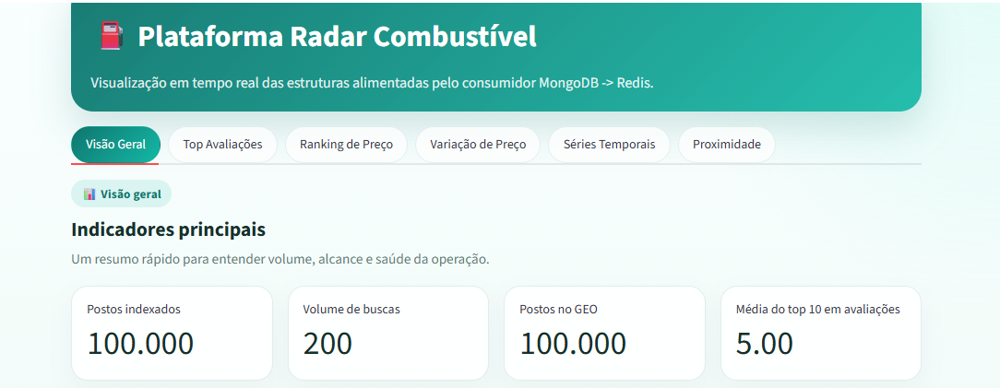 Plataforma Radar Combustível
Visualização em tempo real das estruturas alimentadas pelo consumidor MongoDB -> Redis.
Visão Geral Top Avaliações Ranking de Preço Variação de Preço Séries Temporais Proximidade
Visão geral
Indicadores principais
Um resumo rápido para entender volume, alcance e saúde da operação.
Postos indexados Volume de buscas Postos no GEO Média do top 10 em avaliações
100.000 200 100.000 5.00